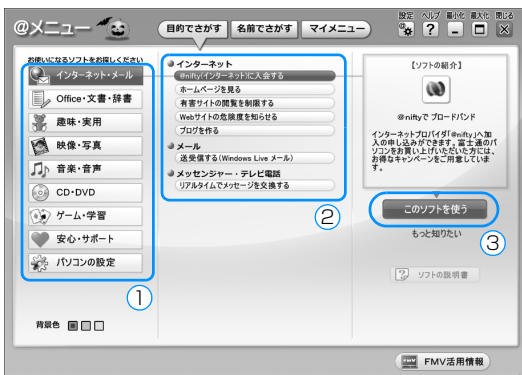 @メニュー
目的でさがす
名前でさがす
マイメニュー
設定
ヘルプ
最小化
最大化
閉じる
お使いになるソフトをお探しください
インターネット・メール
Office・文書・辞書
趣味・実用
映像・写真
音楽・音声
CD・DVD
ゲーム・学習
安心・サポート
パソコンの設定
①
背景色
インターネット
@nifty(インターネット)に入会する
ホームページを見る
有害サイトの閲覧を制限する
Webサイトの危険度を知らせる
ブログを作る
メール
送受信する(Windows Live メール)
メッセンジャー・テレビ電話
リアルタイムでメッセージを交換する
②
【ソフトの紹介】
@niftyで ブロードバンド
インターネットプロバイダ「@nifty」へ加
入の申し込みができます。富士通のパ
ソコンをお買い上げいただいた方には、
お得なキャンペーンをご用意していま
す。
このソフトを使う
③
もっと知りたい
ソフトの説明書
FMV
FMV活用情報